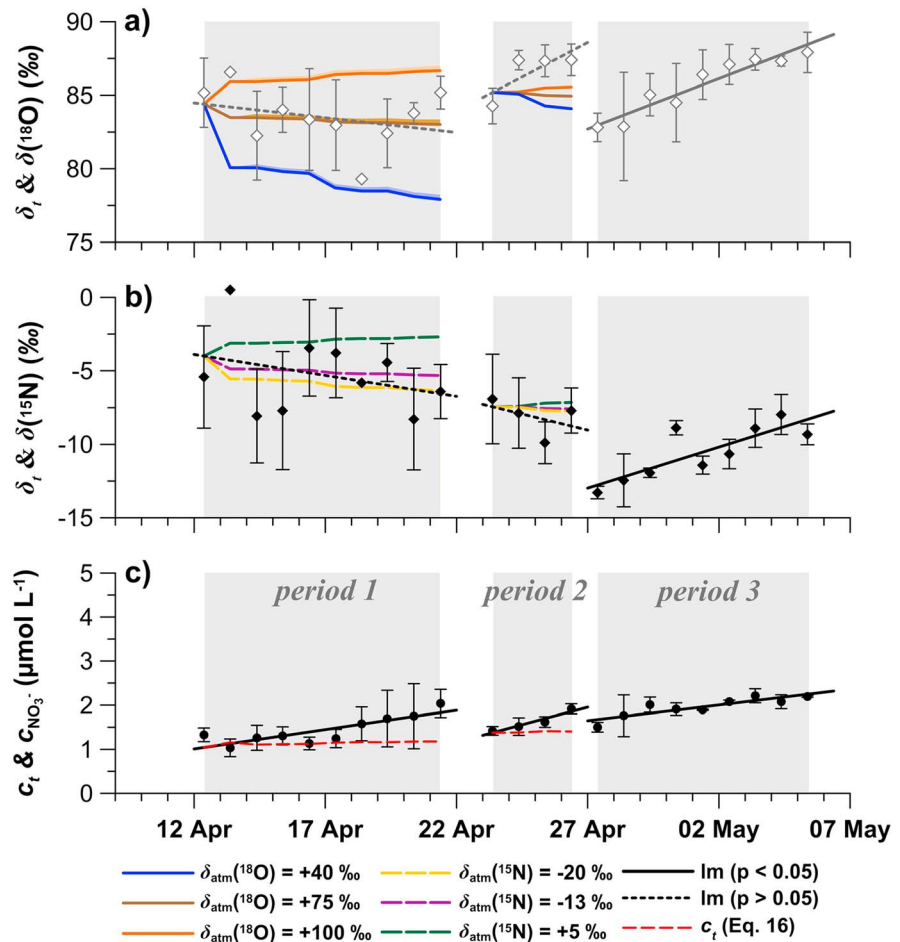 a)
90
85
80
75
δt & δ(¹⁸O) (‰)
b)
0
-5
-10
-15
δt & δ(¹⁵N) (‰)
c)
period 1 period 2 period 3
5
4
3
2
1
0
ct & cNO₃⁻ (µmol L⁻¹)
12 Apr 17 Apr 22 Apr 27 Apr 02 May 07 May
δatm(¹⁸O) = +40 ‰ δatm(¹⁵N) = -20 ‰ lm (p < 0.05)
δatm(¹⁸O) = +75 ‰ δatm(¹⁵N) = -13 ‰ lm (p > 0.05)
δatm(¹⁸O) = +100 ‰ δatm(¹⁵N) = +5 ‰ ct (Eq. 16)